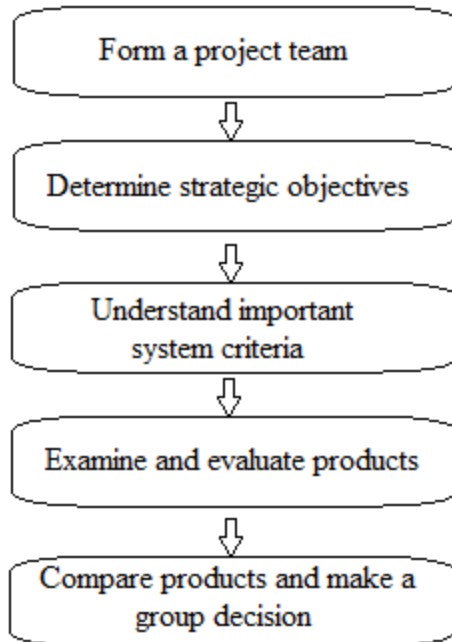 Form a project team
Determine strategic objectives
Understand important
system criteria
Examine and evaluate products
Compare products and make a
group decision